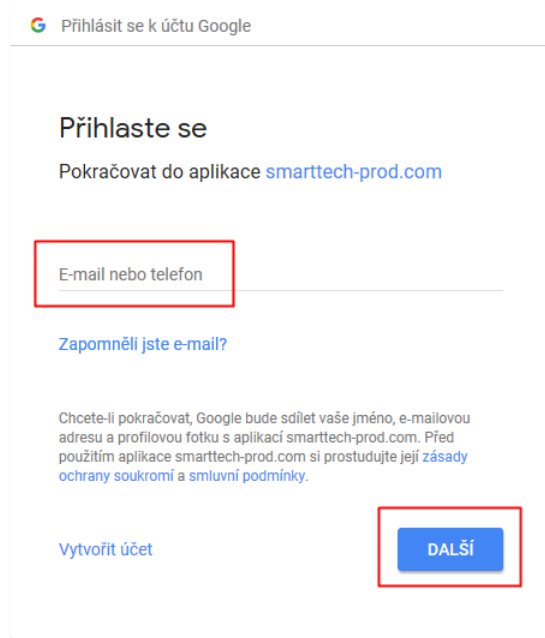 Přihlásit se k účtu Google
Přihlaste se
Pokračovat do aplikace smarttech-prod.com
E-mail nebo telefon
Zapomněli jste e-mail?
Chcete-li pokračovat, Google bude sdílet vaše jméno, e-mailovou
adresu a profilovou fotku s aplikací smarttech-prod.com. Před
použitím aplikace smarttech-prod.com si prostudujte její zásady
ochrany soukromí a smluvní podmínky.
Vytvořit účet
DALŠÍ